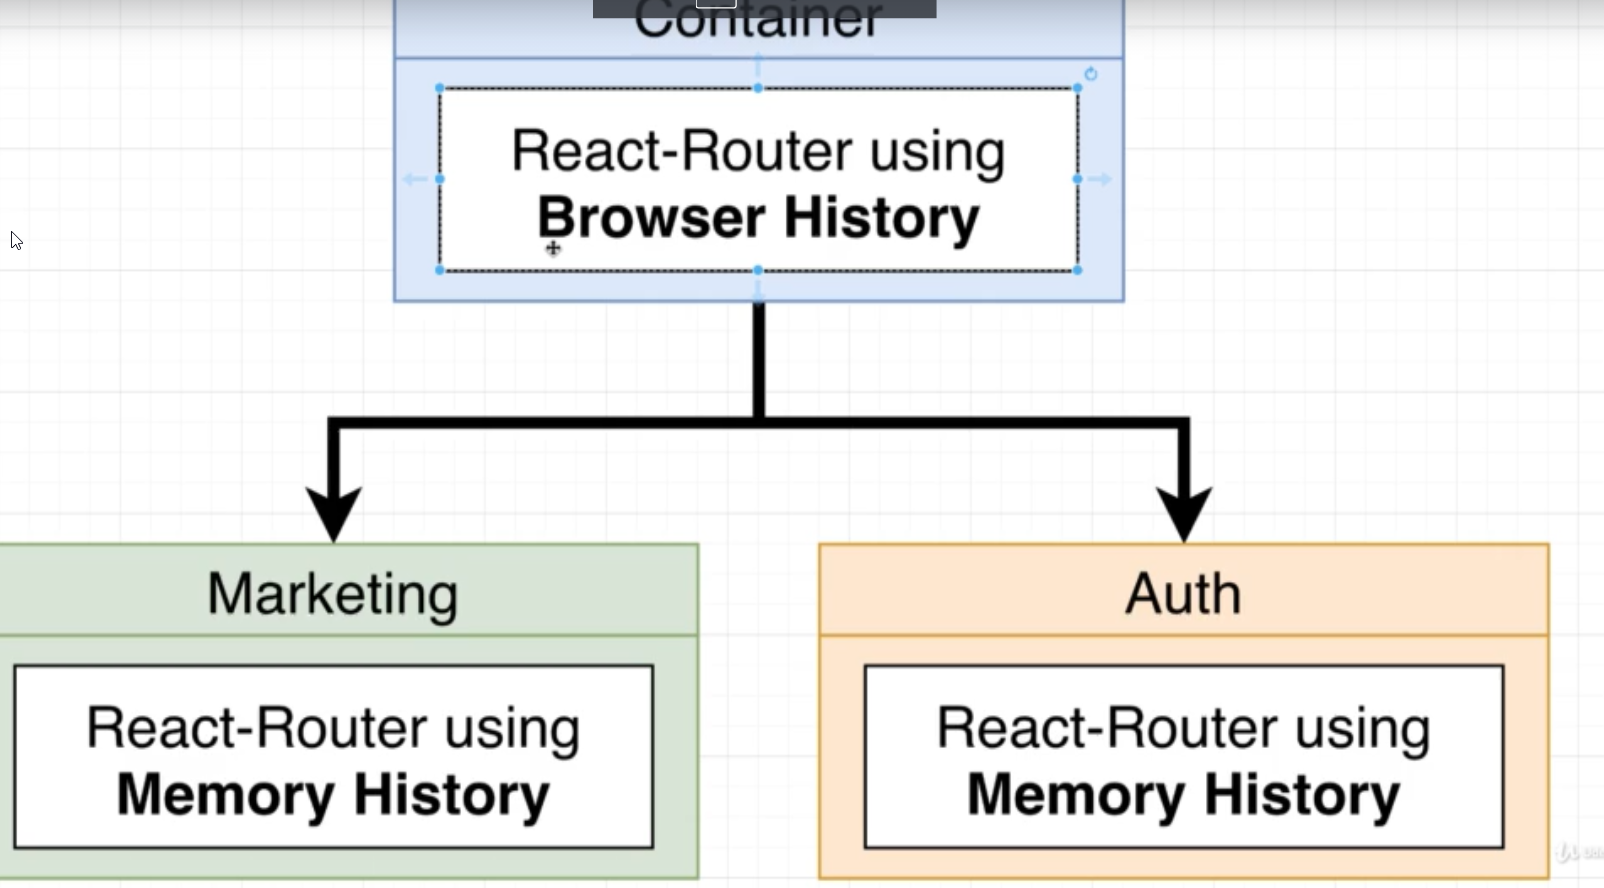 Container
React-Router using
Browser History
Marketing
Auth
React-Router using
Memory History
React-Router using
Memory History